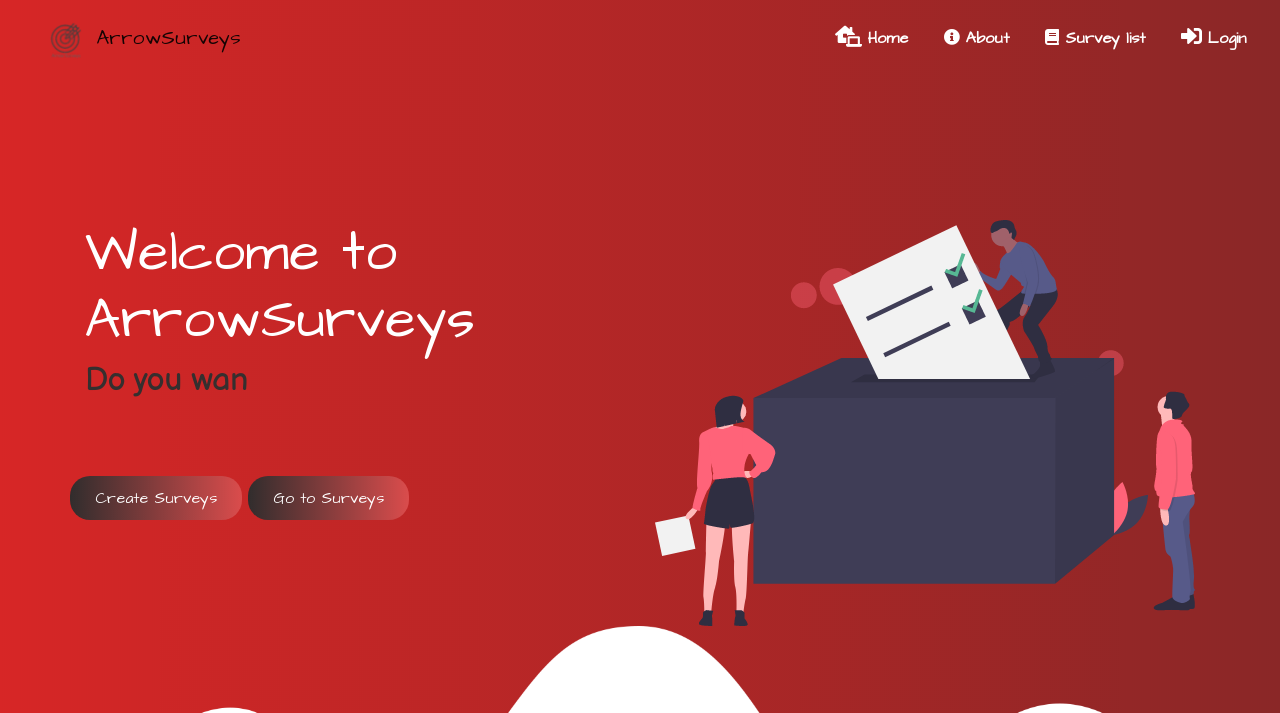 ArrowSurveys
Home About Survey list Login
Welcome to
ArrowSurveys
Do you wan
Create Surveys Go to Surveys